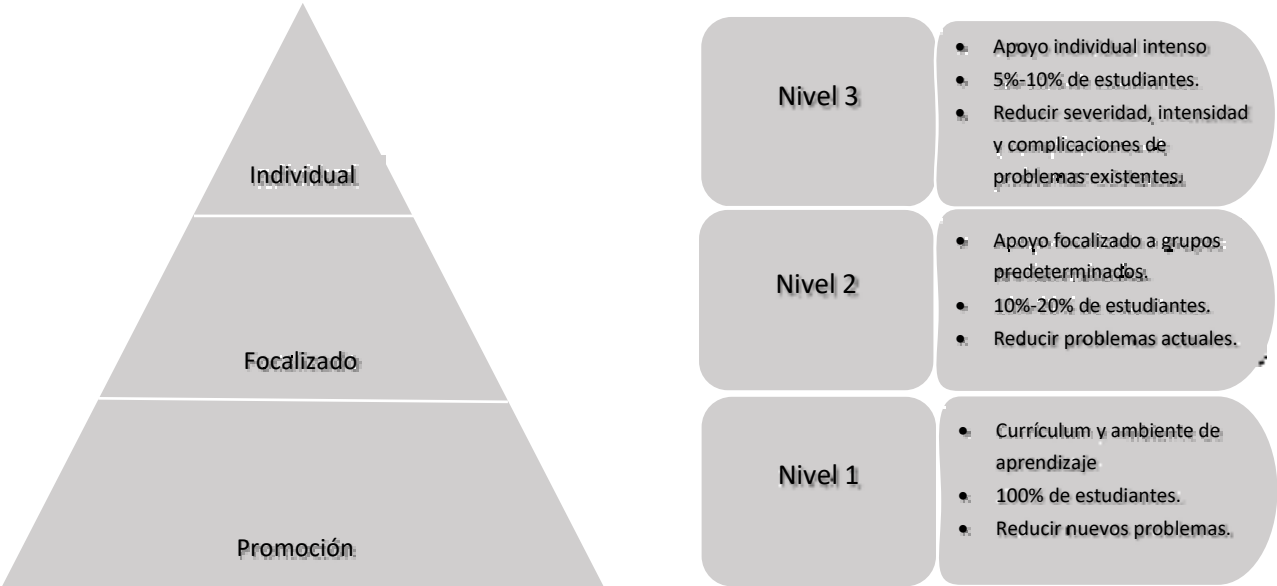 Individual
Focalizado
Promoción
Nivel 3
• Apoyo individual intenso
• 5%-10% de estudiantes.
• Reducir severidad, intensidad
y complicaciones de
problemas existentes.
Nivel 2
• Apoyo focalizado a grupos
predeterminados.
• 10%-20% de estudiantes.
• Reducir problemas actuales.
Nivel 1
• Currículum y ambiente de
aprendizaje
• 100% de estudiantes.
• Reducir nuevos problemas.